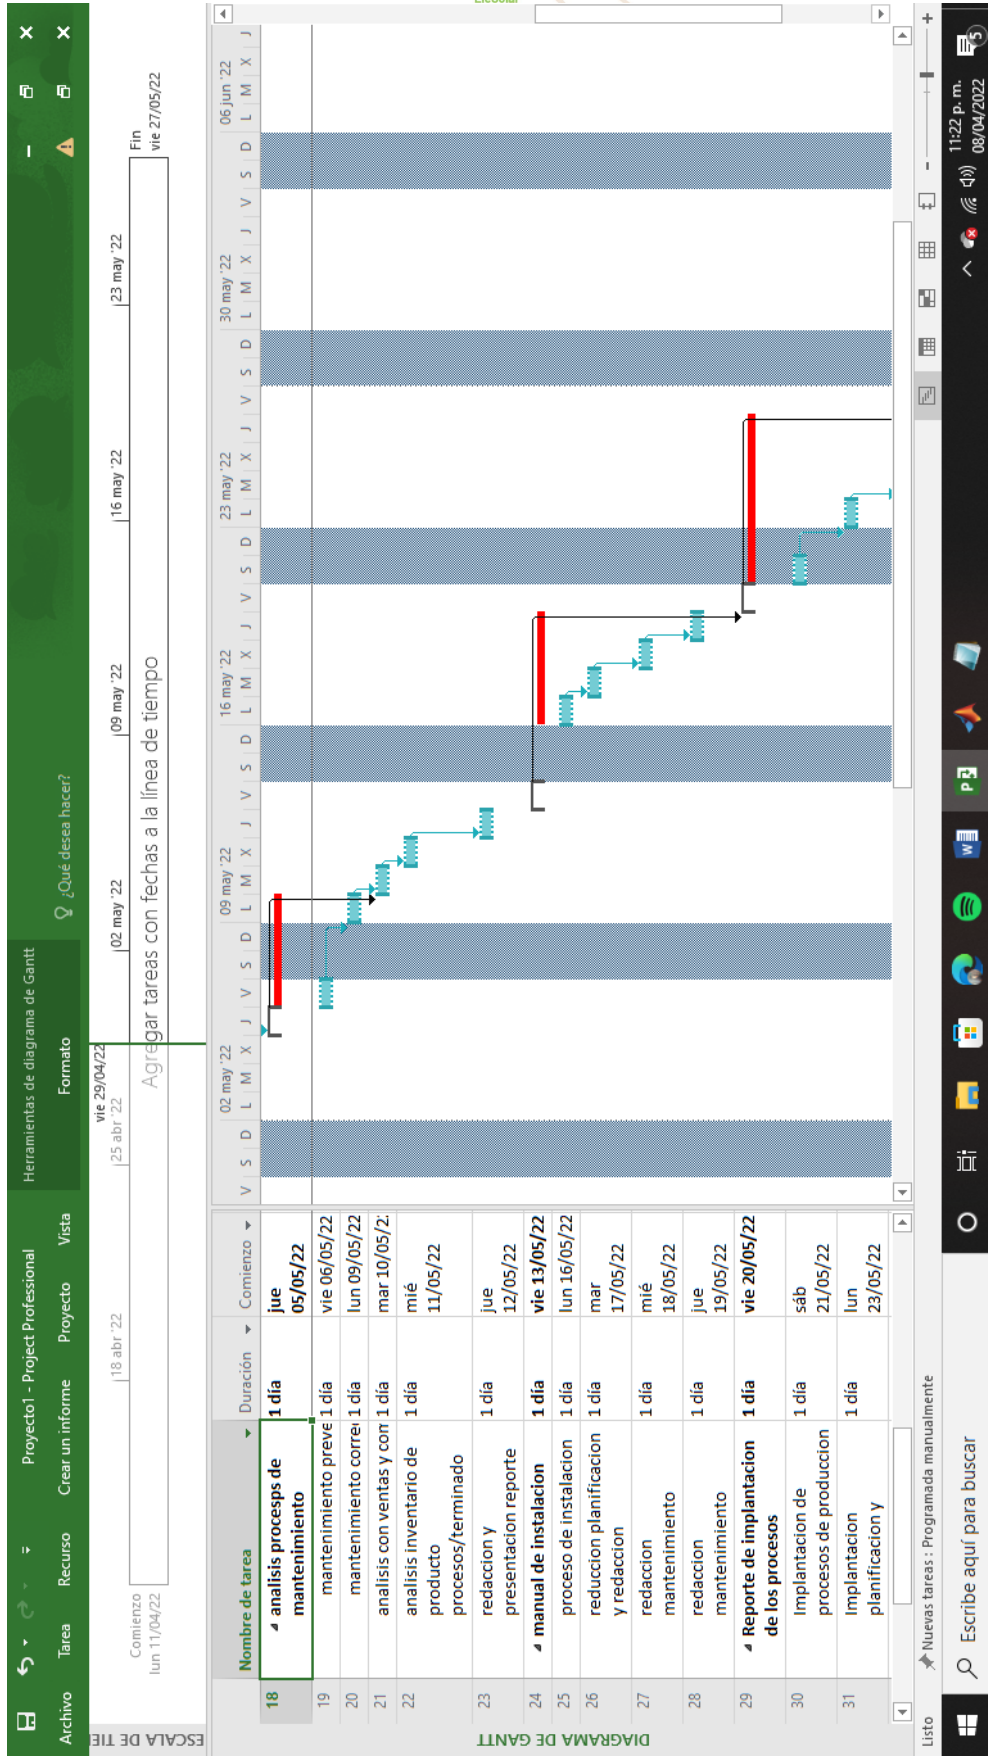 Proyecto1 - Project Professional
Herramientas de diagrama de Gantt
Archivo Tarea Recurso Crear un informe Proyecto Vista Formato ¿Qué desea hacer?
ESCALA DE TIE
vie 29/04/22
18 abr '22 25 abr '22 02 may '22 09 may '22 16 may '22 23 may '22
Comienzo
lun 11/04/22
Agregar tareas con fechas a la línea de tiempo
Fin
vie 27/05/22
DIAGRAMA DE GANTT
Nombre de tarea Duración Comienzo
02 may '22 09 may '22 16 may '22 23 may '22 30 may '22 06 jun '22
V S D L M X J V S D L M X J V S D L M X J V S D L M X J V S D L M X J V S D L M X J
18 analisis procesps de mantenimiento 1 día jue 05/05/22
19 mantenimiento preve 1 día vie 06/05/22
20 mantenimiento corre 1 día lun 09/05/22
21 analisis con ventas y com 1 día mar 10/05/2
22 analisis inventario de producto procesos/terminado 1 día mié 11/05/22
23 redaccion y presentacion reporte 1 día jue 12/05/22
24 manual de instalacion 1 día vie 13/05/22
25 proceso de instalacion 1 día lun 16/05/22
26 reduccion planificacion y redaccion 1 día mar 17/05/22
27 redaccion mantenimiento 1 día mié 18/05/22
28 redaccion mantenimiento 1 día jue 19/05/22
29 Reporte de implantacion de los procesos 1 día vie 20/05/22
30 Implantacion de procesos de produccion 1 día sáb 21/05/22
31 Implantacion planificacion y 1 día lun 23/05/22
Listo Nuevas tareas : Programada manualmente
Escribe aquí para buscar
11:22 p. m.
08/04/2022
5